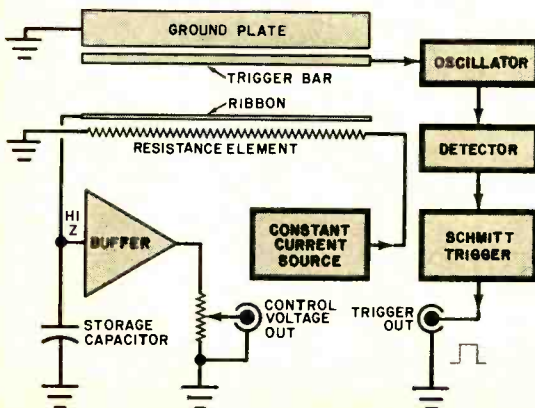 GROUND PLATE
TRIGGER BAR
OSCILLATOR
RIBBON
RESISTANCE ELEMENT
DETECTOR
HI
Z
BUFFER
CONSTANT
CURRENT
SOURCE
SCHMITT
TRIGGER
STORAGE
CAPACITOR
CONTROL
VOLTAGE
OUT
TRIGGER
OUT